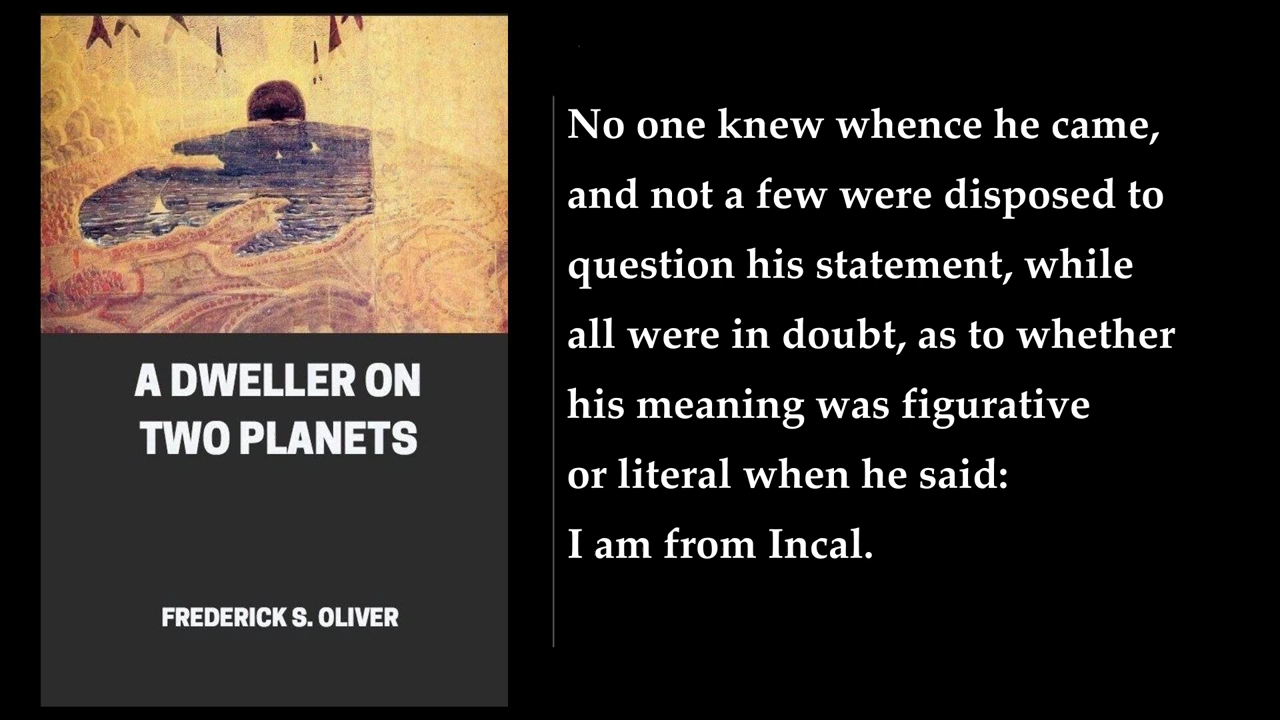 A DWELLER ON
TWO PLANETS
FREDERICK S. OLIVER
No one knew whence he came,
and not a few were disposed to
question his statement, while
all were in doubt, as to whether
his meaning was figurative
or literal when he said:
I am from Incal.